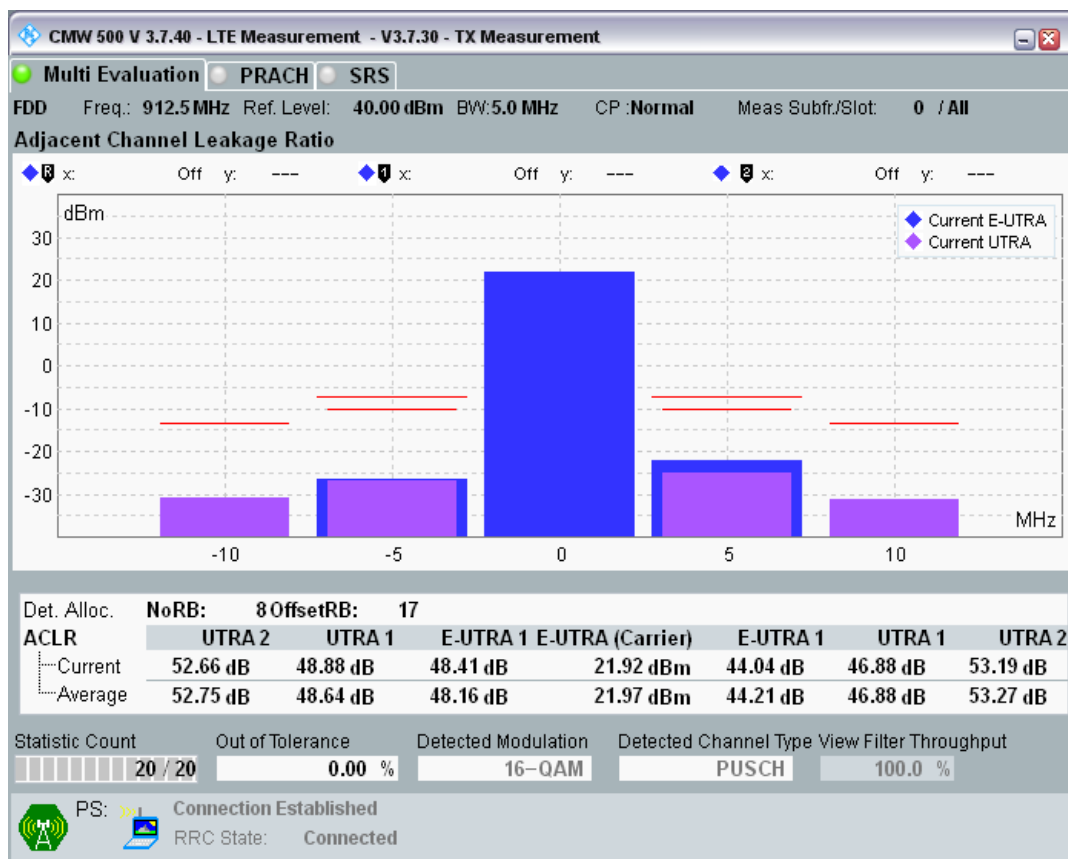 CMW 500 V 3.7.40 - LTE Measurement - V3.7.30 - TX Measurement
Multi Evaluation PRACH SRS
FDD Freq.: 912.5 MHz Ref. Level: 40.00 dBm BW:5.0 MHz CP :Normal Meas Subfr./Slot: 0 / All
Adjacent Channel Leakage Ratio
R x: Off y: --- 1 x: Off y: --- 2 x: Off y: ---
dBm
Current E-UTRA
Current UTRA
30
20
10
0
-10
-20
-30
MHz
-10 -5 0 5 10
Det. Alloc. NoRB: 8 OffsetRB: 17
ACLR UTRA 2 UTRA 1 E-UTRA 1 E-UTRA (Carrier) E-UTRA 1 UTRA 1 UTRA 2
Current 52.66 dB 48.88 dB 48.41 dB 21.92 dBm 44.04 dB 46.88 dB 53.19 dB
Average 52.75 dB 48.64 dB 48.16 dB 21.97 dBm 44.21 dB 46.88 dB 53.27 dB
Statistic Count Out of Tolerance Detected Modulation Detected Channel Type View Filter Throughput
20 / 20 0.00 % 16-QAM PUSCH 100.0 %
PS: Connection Established
RRC State: Connected